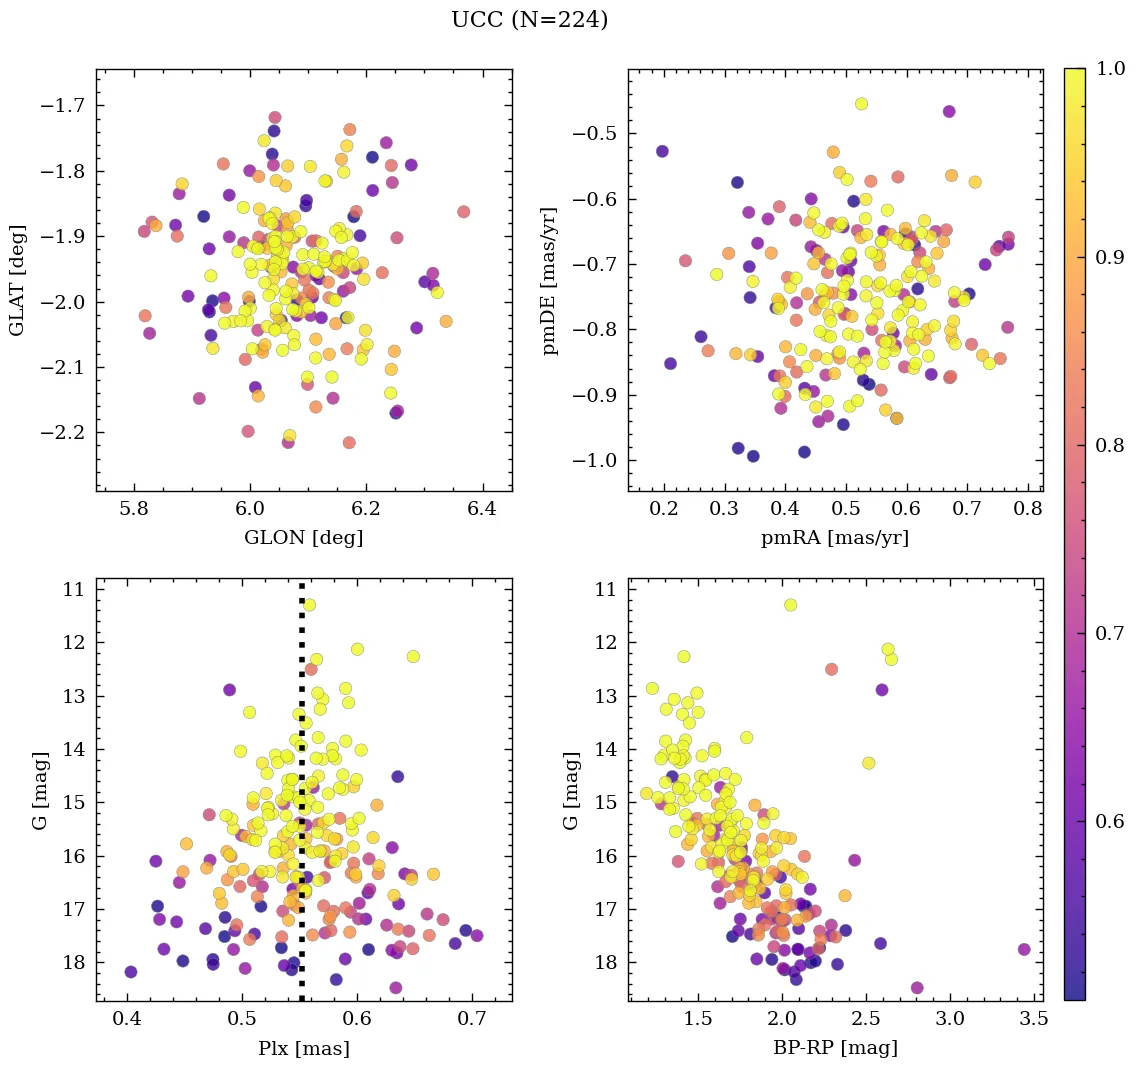 UCC (N=224)
−1.7
−1.8
−1.9
−2.0
−2.1
−2.2
GLAT [deg]
5.8 6.0 6.2 6.4
GLON [deg]
−0.5
−0.6
−0.7
−0.8
−0.9
−1.0
pmDE [mas/yr]
0.2 0.3 0.4 0.5 0.6 0.7 0.8
pmRA [mas/yr]
1.0
0.9
0.8
0.7
0.6
11
12
13
14
15
16
17
18
G [mag]
0.4 0.5 0.6 0.7
Plx [mas]
11
12
13
14
15
16
17
18
G [mag]
1.5 2.0 2.5 3.0 3.5
BP-RP [mag]